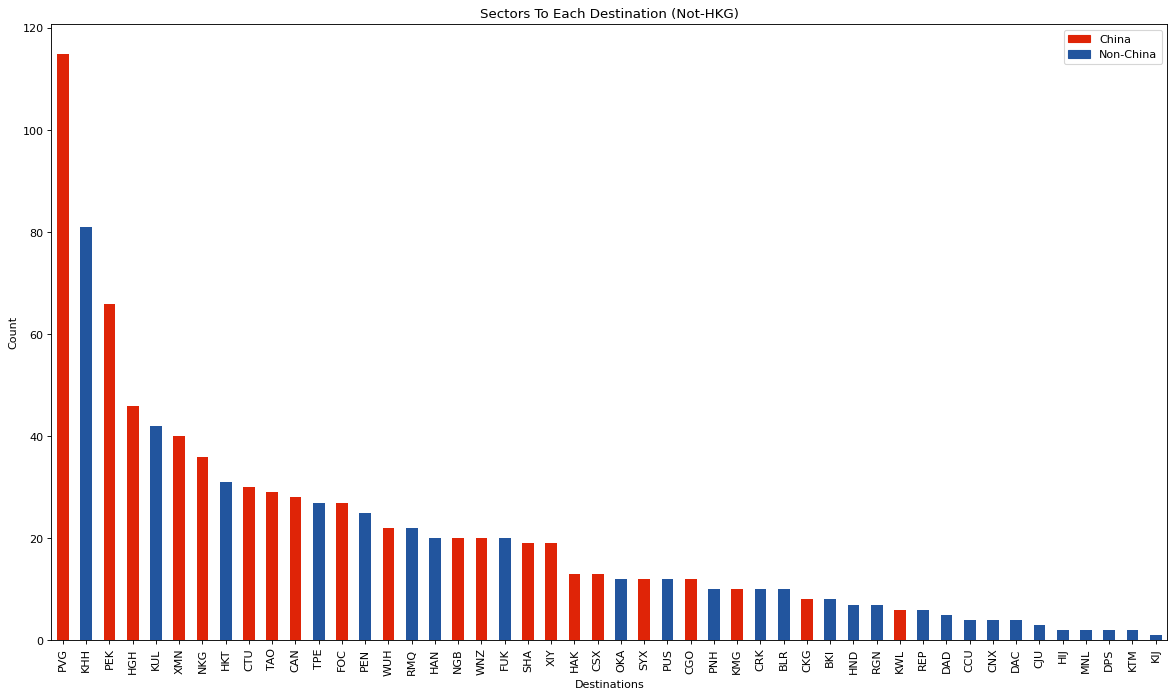 Sectors To Each Destination (Not-HKG)
China
Non-China
Count
120
100
80
60
40
20
0
PVG KHH PEK HGH KUL XMN NKG HKT CTU TAO CAN TPE FOC PEN WUH RMQ HAN NGB WNZ FUK SHA XIY HAK CSX OKA SYX PUS CGO PNH KMG CRK BLR CKG BKI HND RGN KWL REP DAD CCU CNX DAC CJU HIJ MNL DPS KTM KIJ
Destinations